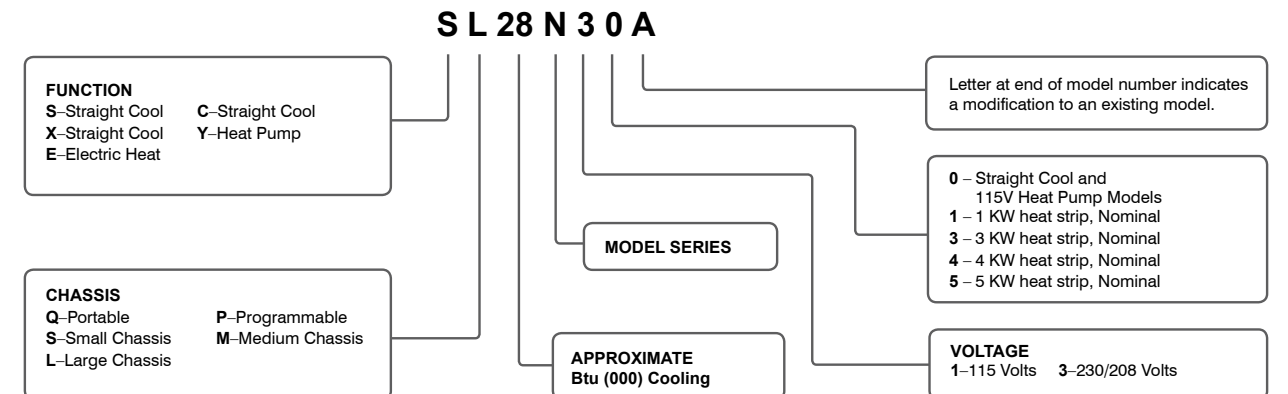 S L 28 N 3 0 A
FUNCTION
S–Straight Cool C–Straight Cool
X–Straight Cool Y–Heat Pump
E–Electric Heat
CHASSIS
Q–Portable P–Programmable
S–Small Chassis M–Medium Chassis
L–Large Chassis
APPROXIMATE
Btu (000) Cooling
MODEL SERIES
Letter at end of model number indicates
a modification to an existing model.
0 – Straight Cool and
115V Heat Pump Models
1 – 1 KW heat strip, Nominal
3 – 3 KW heat strip, Nominal
4 – 4 KW heat strip, Nominal
5 – 5 KW heat strip, Nominal
VOLTAGE
1–115 Volts 3–230/208 Volts